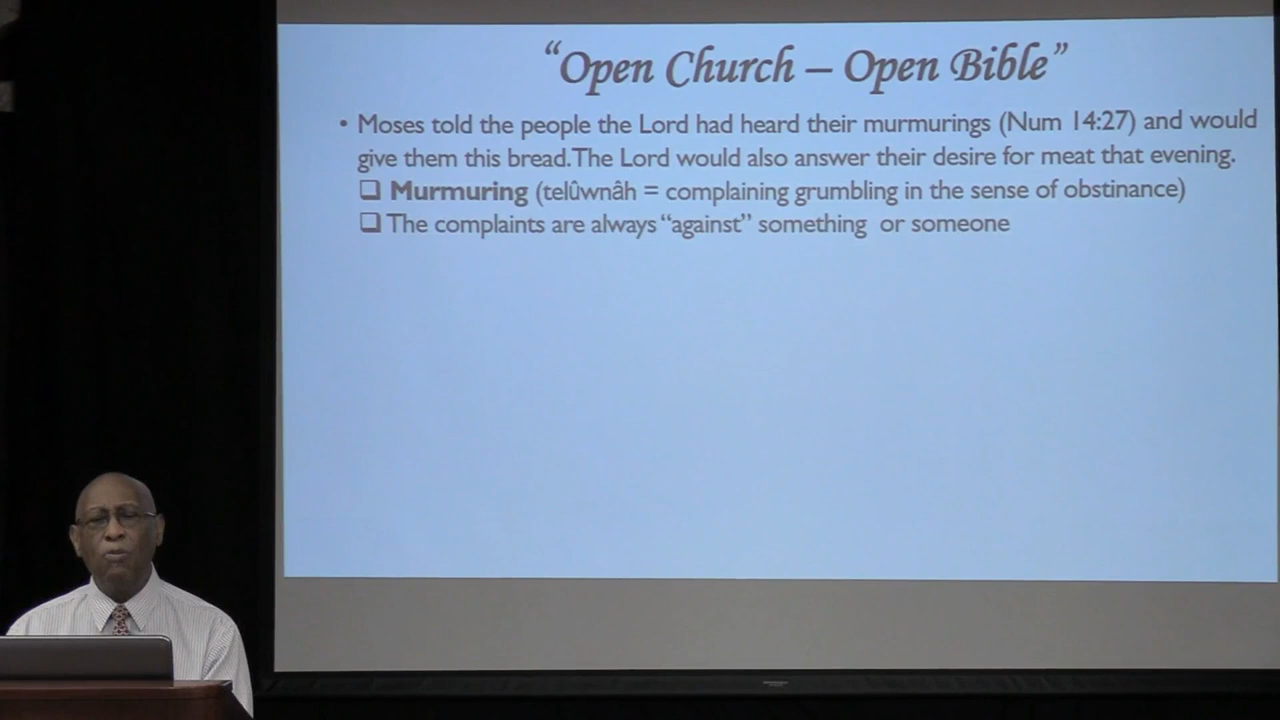 “Open Church – Open Bible”
• Moses told the people the Lord had heard their murmurings (Num 14:27) and would
give them this bread. The Lord would also answer their desire for meat that evening.
❑ Murmuring (telûwnâh = complaining grumbling in the sense of obstinance)
❑ The complaints are always “against” something or someone